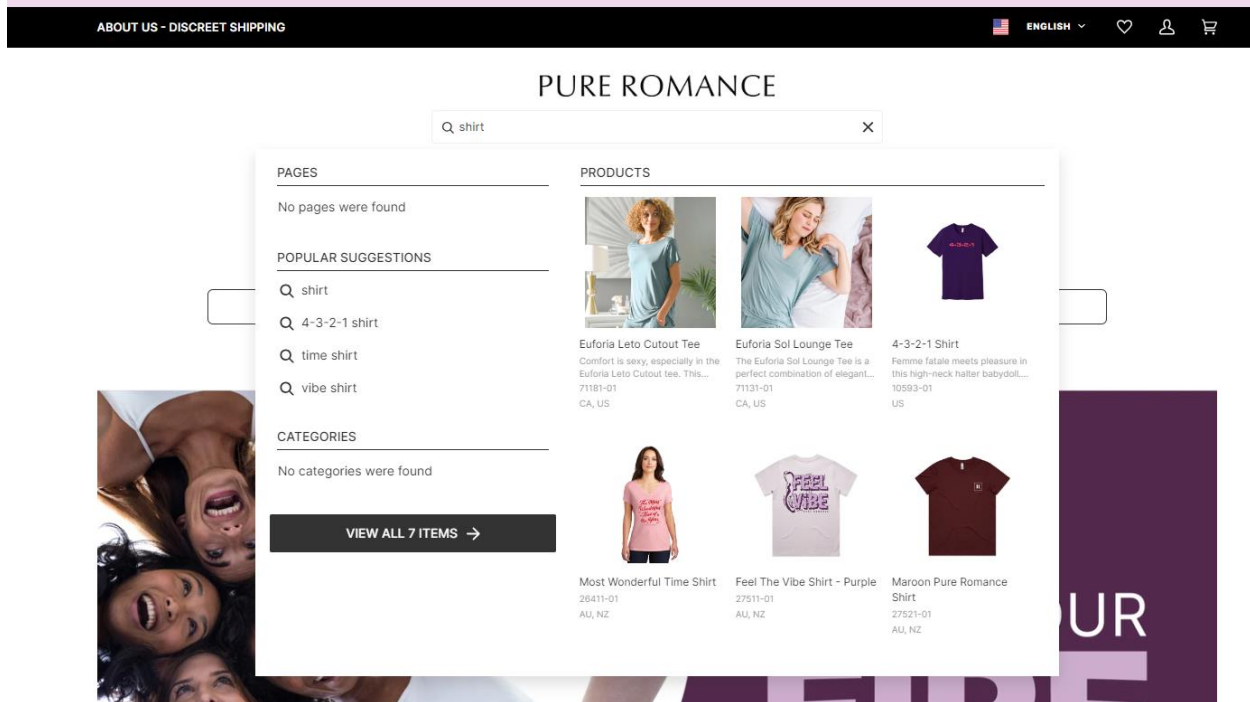 ABOUT US - DISCREET SHIPPING
ENGLISH
PURE ROMANCE
shirt
PAGES
No pages were found
POPULAR SUGGESTIONS
shirt
4-3-2-1 shirt
time shirt
vibe shirt
CATEGORIES
No categories were found
VIEW ALL 7 ITEMS
PRODUCTS
4-3-2-1
Euforia Leto Cutout Tee
Comfort is sexy, especially in the
Euforia Leto Cutout tee. This...
71181-01
CA, US
Euforia Sol Lounge Tee
The Euforia Sol Lounge Tee is a
perfect combination of elegant...
71131-01
CA, US
4-3-2-1 Shirt
Femme fatale meets pleasure in
this high-neck halter babydoll....
10593-01
US
FEEL
VIBE
Most Wonderful Time Shirt
26411-01
AU, NZ
Feel The Vibe Shirt - Purple
27511-01
AU, NZ
Maroon Pure Romance
Shirt
27521-01
AU, NZ